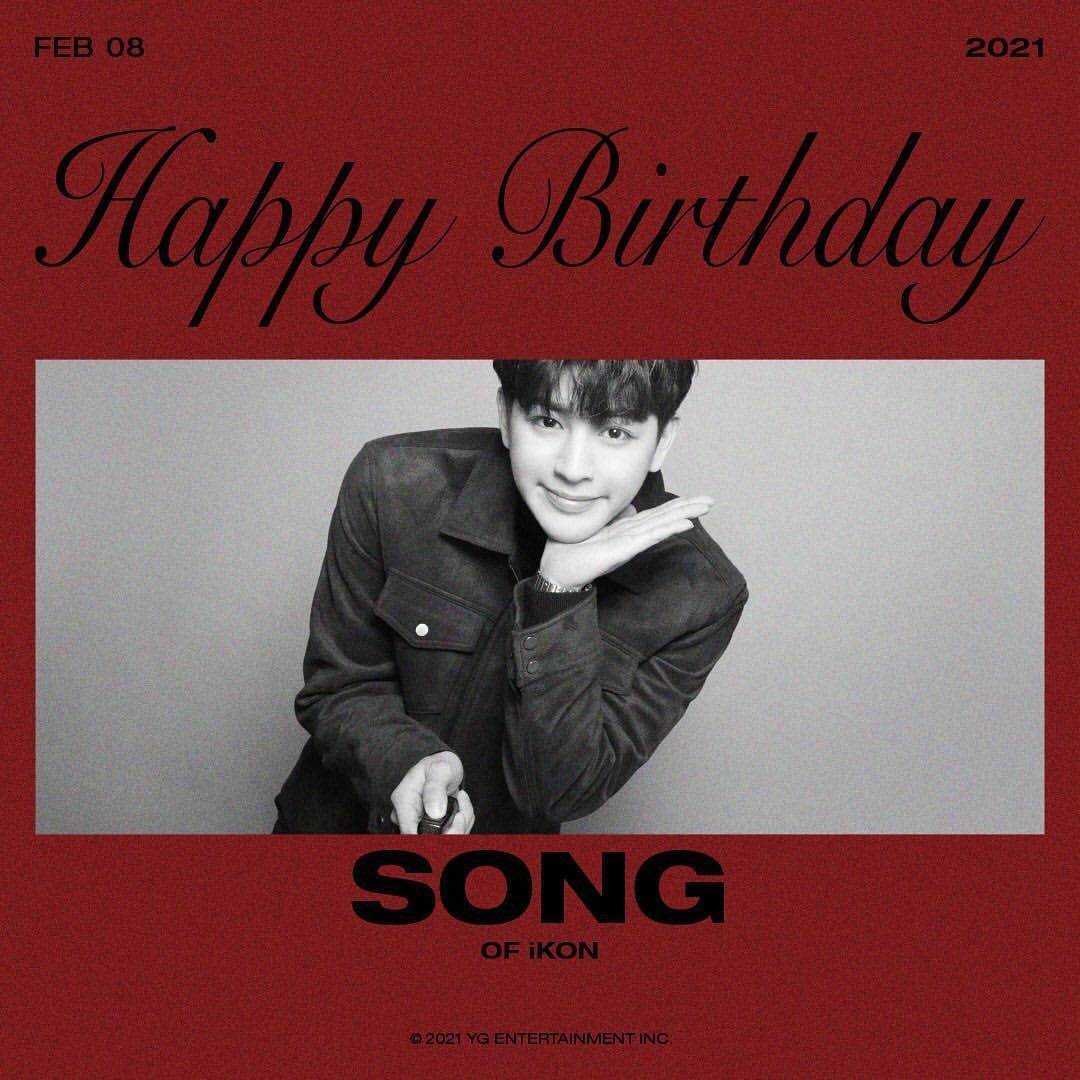 FEB 08
2021
Happy Birthday
SONG
OF iKON
© 2021 YG ENTERTAINMENT INC.